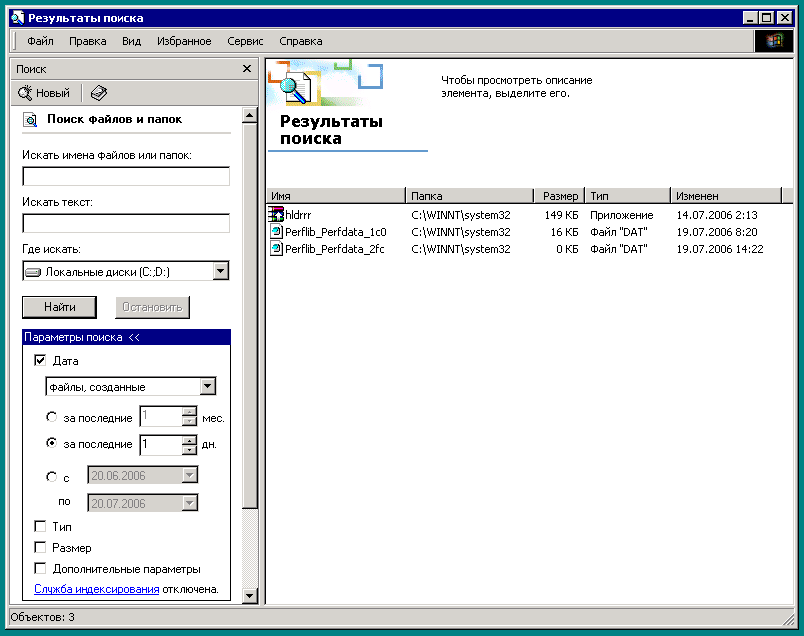 Результаты поиска
Файл Правка Вид Избранное Сервис Справка
Поиск
Новый
Поиск файлов и папок
Искать имена файлов или папок:
Искать текст:
Где искать:
Локальные диски (C:;D:)
Найти Остановить
Параметры поиска <<
Дата
файлы, созданные
за последние 1 мес.
за последние 1 дн.
с 20.06.2006
по 20.07.2006
Тип
Размер
Дополнительные параметры
Служба индексирования отключена.
Чтобы просмотреть описание
элемента, выделите его.
Результаты
поиска
Имя Папка Размер Тип Изменен
hldrrr C:\WINNT\system32 149 КБ Приложение 14.07.2006 2:13
Perflib_Perfdata_1c0 C:\WINNT\system32 16 КБ Файл "DAT" 19.07.2006 8:20
Perflib_Perfdata_2fc C:\WINNT\system32 0 КБ Файл "DAT" 19.07.2006 14:22
Объектов: 3